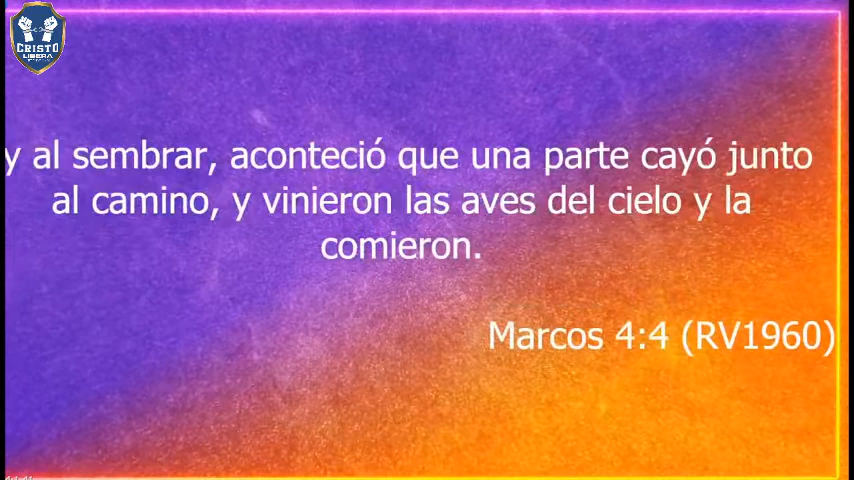 CRISTO
LIBERA
y al sembrar, aconteció que una parte cayó junto
al camino, y vinieron las aves del cielo y la
comieron.
Marcos 4:4 (RV1960)